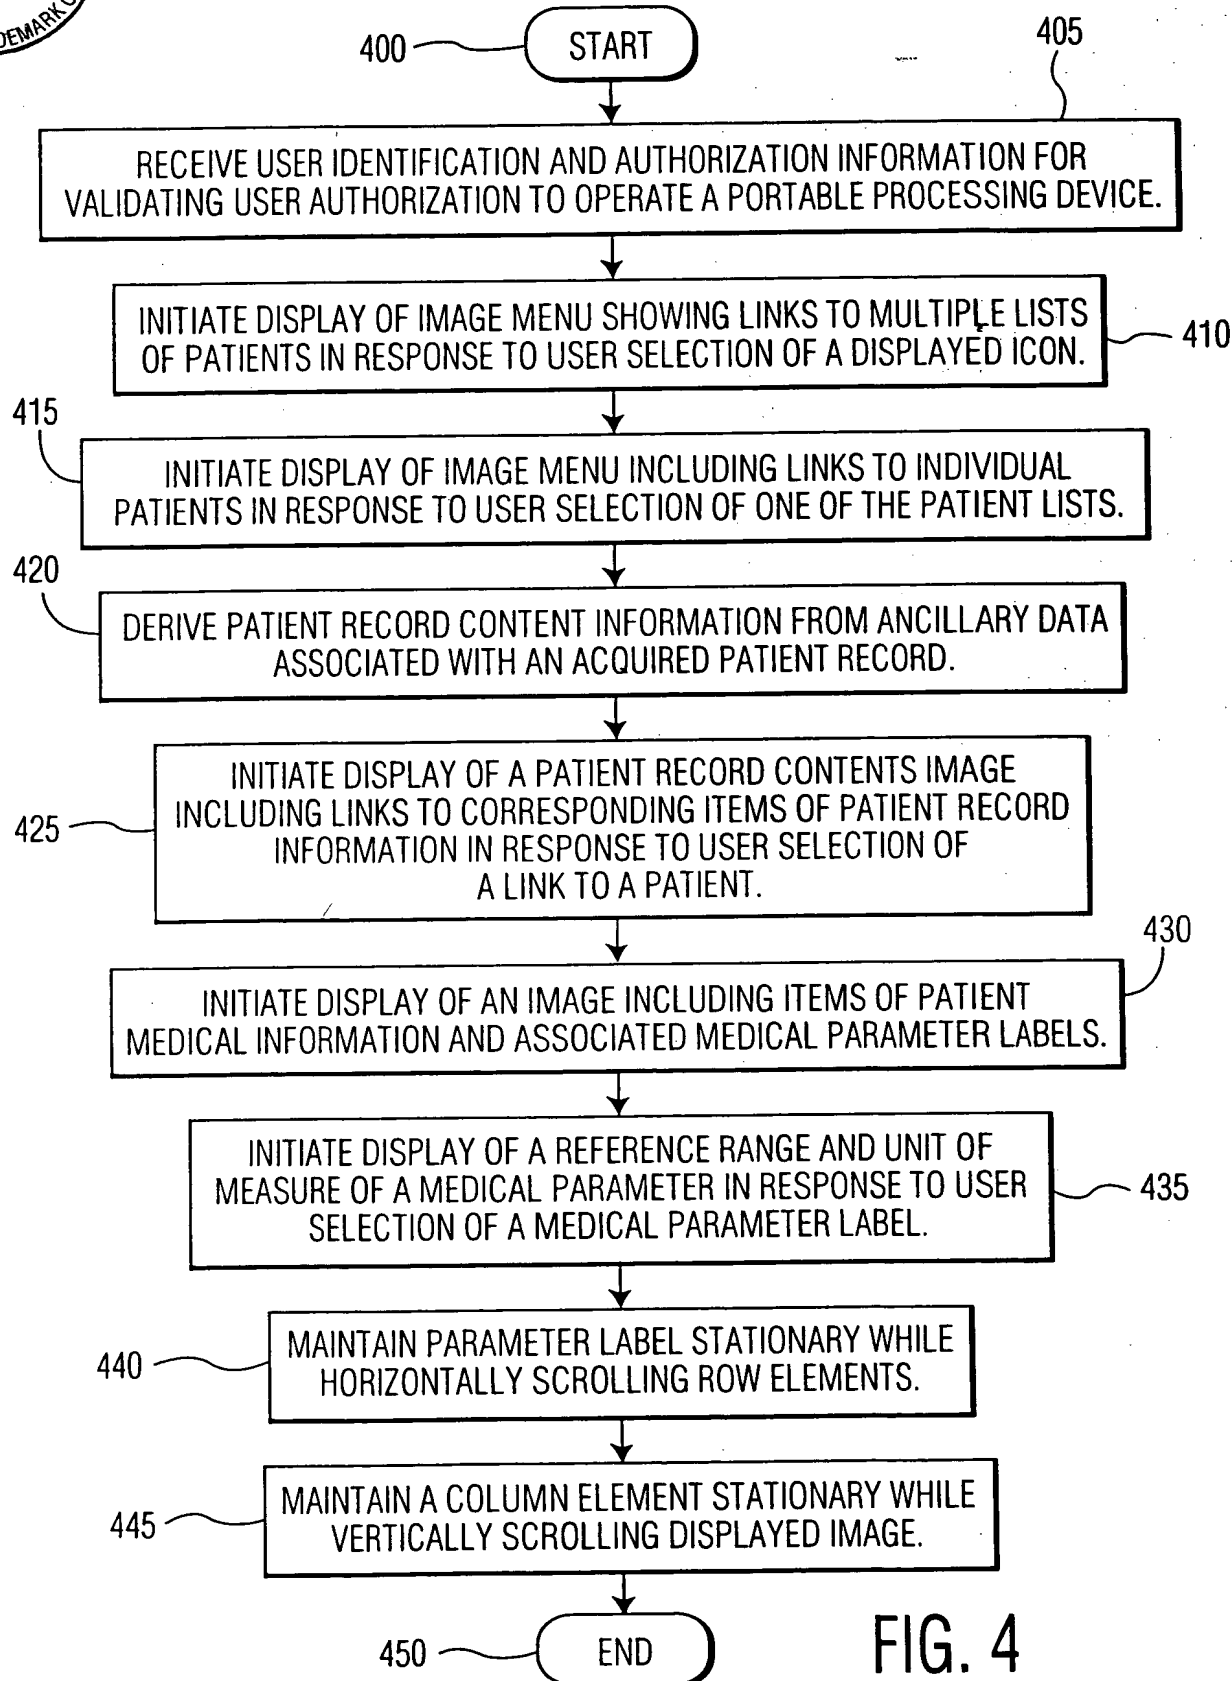 DEMARK
400
START
405
RECEIVE USER IDENTIFICATION AND AUTHORIZATION INFORMATION FOR
VALIDATING USER AUTHORIZATION TO OPERATE A PORTABLE PROCESSING DEVICE.
INITIATE DISPLAY OF IMAGE MENU SHOWING LINKS TO MULTIPLE LISTS
OF PATIENTS IN RESPONSE TO USER SELECTION OF A DISPLAYED ICON.
410
415
INITIATE DISPLAY OF IMAGE MENU INCLUDING LINKS TO INDIVIDUAL
PATIENTS IN RESPONSE TO USER SELECTION OF ONE OF THE PATIENT LISTS.
420
DERIVE PATIENT RECORD CONTENT INFORMATION FROM ANCILLARY DATA
ASSOCIATED WITH AN ACQUIRED PATIENT RECORD.
425
INITIATE DISPLAY OF A PATIENT RECORD CONTENTS IMAGE
INCLUDING LINKS TO CORRESPONDING ITEMS OF PATIENT RECORD
INFORMATION IN RESPONSE TO USER SELECTION OF
A LINK TO A PATIENT.
430
INITIATE DISPLAY OF AN IMAGE INCLUDING ITEMS OF PATIENT
MEDICAL INFORMATION AND ASSOCIATED MEDICAL PARAMETER LABELS.
INITIATE DISPLAY OF A REFERENCE RANGE AND UNIT OF
MEASURE OF A MEDICAL PARAMETER IN RESPONSE TO USER
SELECTION OF A MEDICAL PARAMETER LABEL.
435
440
MAINTAIN PARAMETER LABEL STATIONARY WHILE
HORIZONTALLY SCROLLING ROW ELEMENTS.
445
MAINTAIN A COLUMN ELEMENT STATIONARY WHILE
VERTICALLY SCROLLING DISPLAYED IMAGE.
450
END
FIG. 4